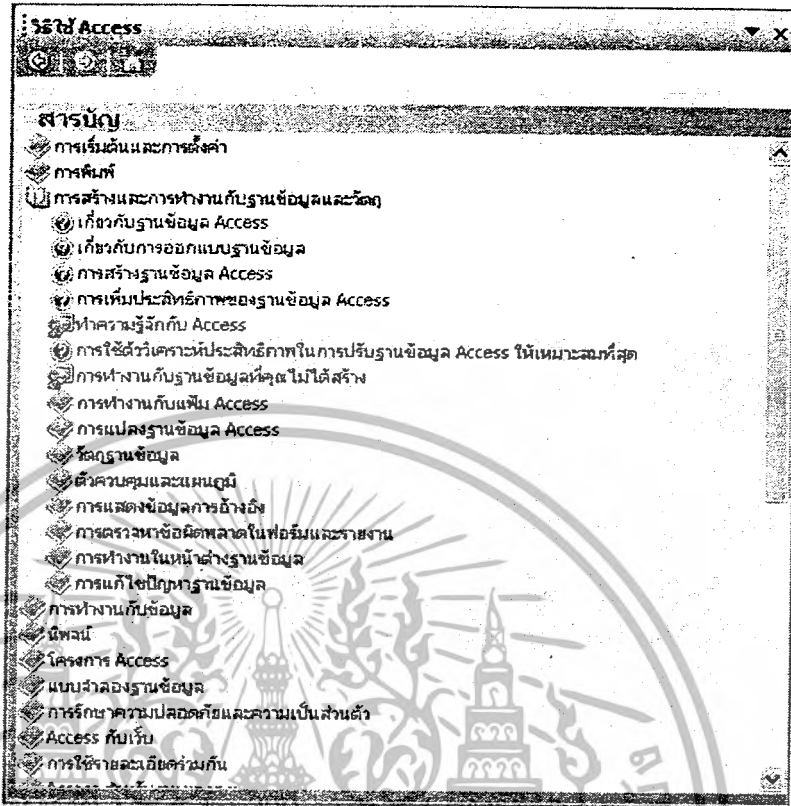 วิธีใช้ Access
สารบัญ
การเริ่มต้นและการตั้งค่า
การพิมพ์
การสร้างและการทำงานกับฐานข้อมูลและวัตถุ
เกี่ยวกับฐานข้อมูล Access
เกี่ยวกับการออกแบบฐานข้อมูล
การสร้างฐานข้อมูล Access
การเพิ่มประสิทธิภาพของฐานข้อมูล Access
ทำความรู้จักกับ Access
การใช้ตัววิเคราะห์ประสิทธิภาพในการปรับฐานข้อมูล Access ให้เหมาะสมที่สุด
การทำงานกับฐานข้อมูลที่คุณไม่ได้สร้าง
การทำงานกับแฟ้ม Access
การแปลงฐานข้อมูล Access
วัตถุฐานข้อมูล
ตัวควบคุมและแผนภูมิ
การแสดงข้อมูลการอ้างอิง
การตรวจหาข้อผิดพลาดในฟอร์มและรายงาน
การทำงานในหน้าต่างฐานข้อมูล
การแก้ไขปัญหาฐานข้อมูล
การทำงานกับข้อมูล
นิพจน์
โครงการ Access
แบบจำลองฐานข้อมูล
การรักษาความปลอดภัยและความเป็นส่วนตัว
Access กับเว็บ
การใช้รายละเอียดร่วมกัน